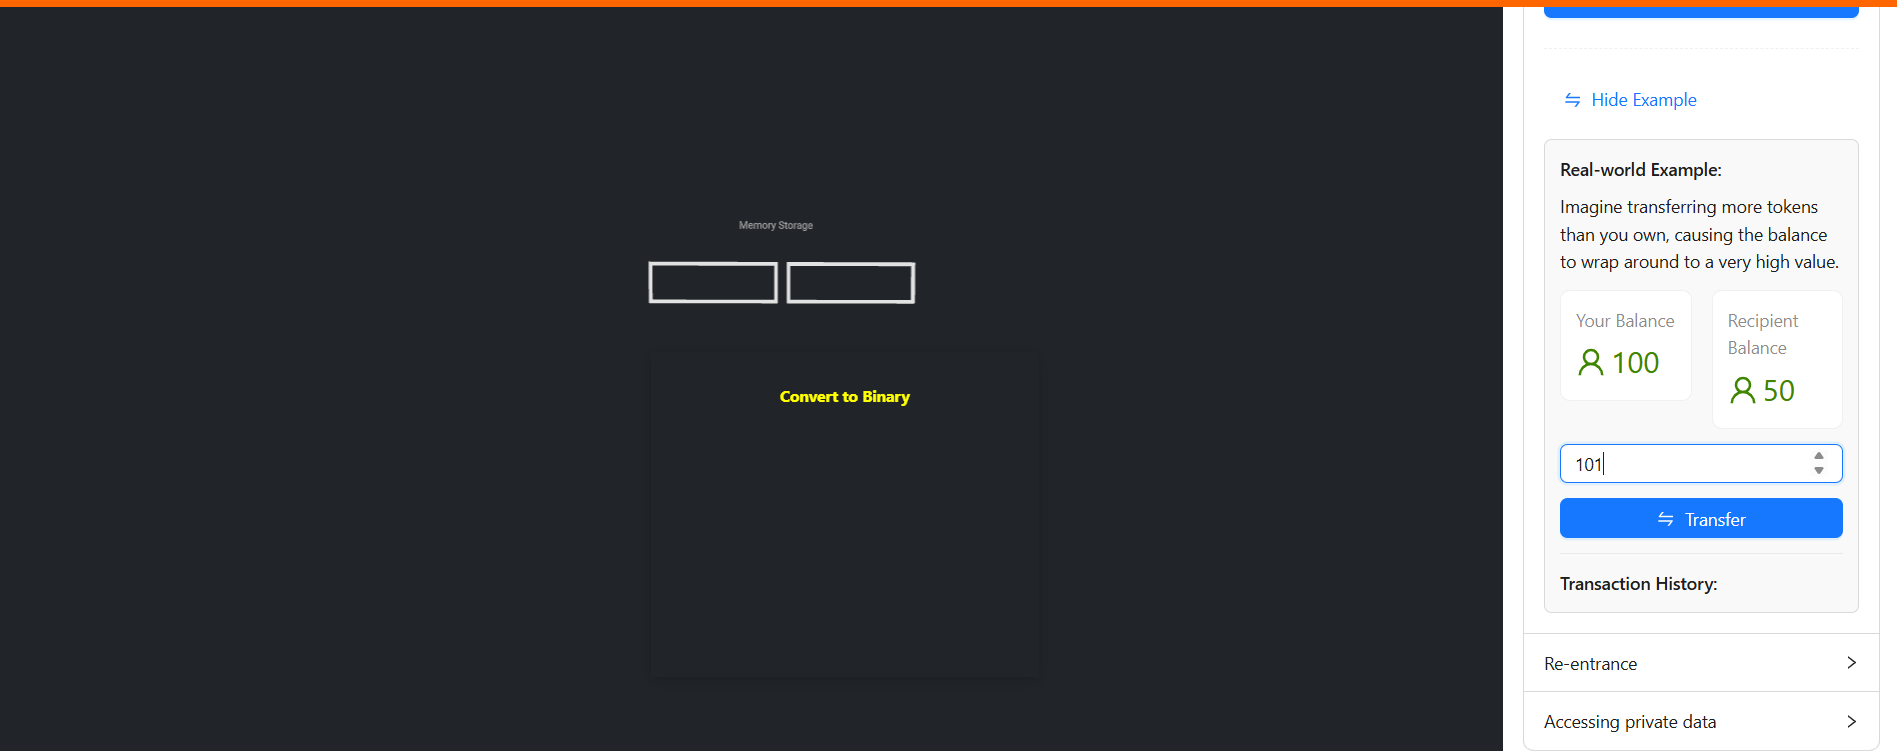 Memory Storage
Convert to Binary
Hide Example
Real-world Example:
Imagine transferring more tokens
than you own, causing the balance
to wrap around to a very high value.
Your Balance
100
Recipient
Balance
50
101
Transfer
Transaction History:
Re-entrance
Accessing private data